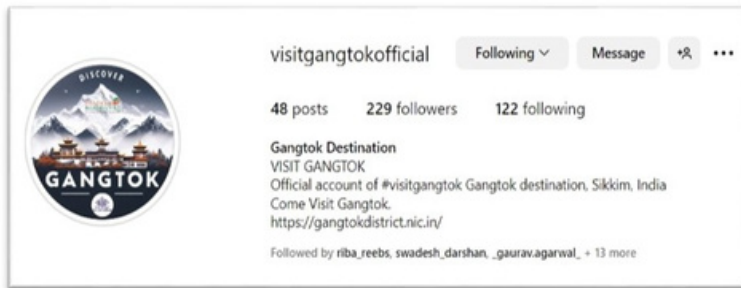 DISCOVER
GANGTOK
visitgangtokofficial Following Message
48 posts 229 followers 122 following
Gangtok Destination
VISIT GANGTOK
Official account of #visitgangtok Gangtok destination, Sikkim, India
Come Visit Gangtok.
https://gangtokdistrict.nic.in/
Followed by riba_reebs, swadesh_darshan, _gaurav.agarwal_ + 13 more